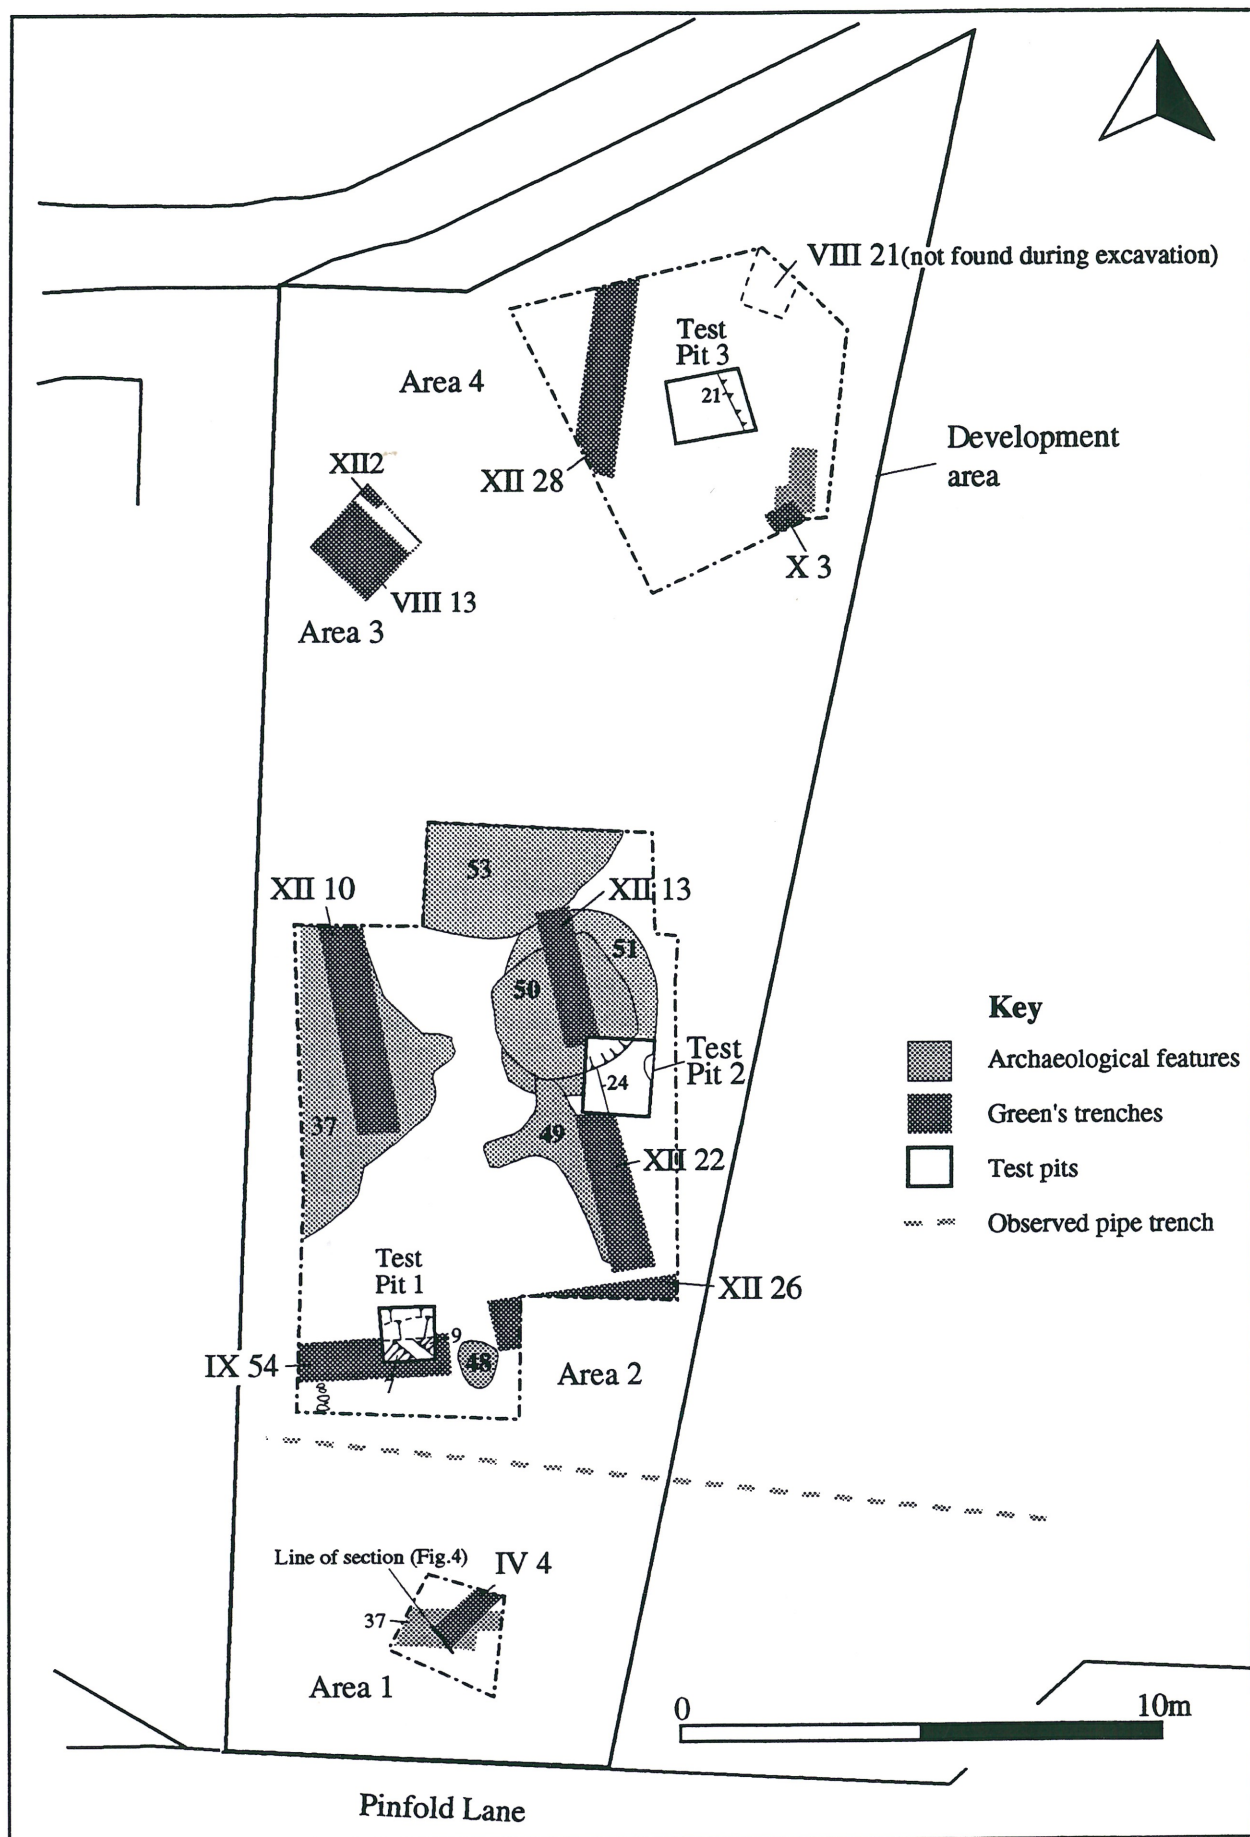 VIII 21(not found during excavation)
Test
Pit 3
21
Area 4
Development
area
XII2
XII 28
X 3
VIII 13
Area 3
53
XII 10
XII 13
51
50
Key
Test
Pit 2
Archaeological features
24
Green's trenches
37
49
XII 22
Test pits
Observed pipe trench
Test
Pit 1
XII 26
9
IX 54
48
Area 2
7
Line of section (Fig.4)
IV 4
37
Area 1
0
10m
Pinfold Lane